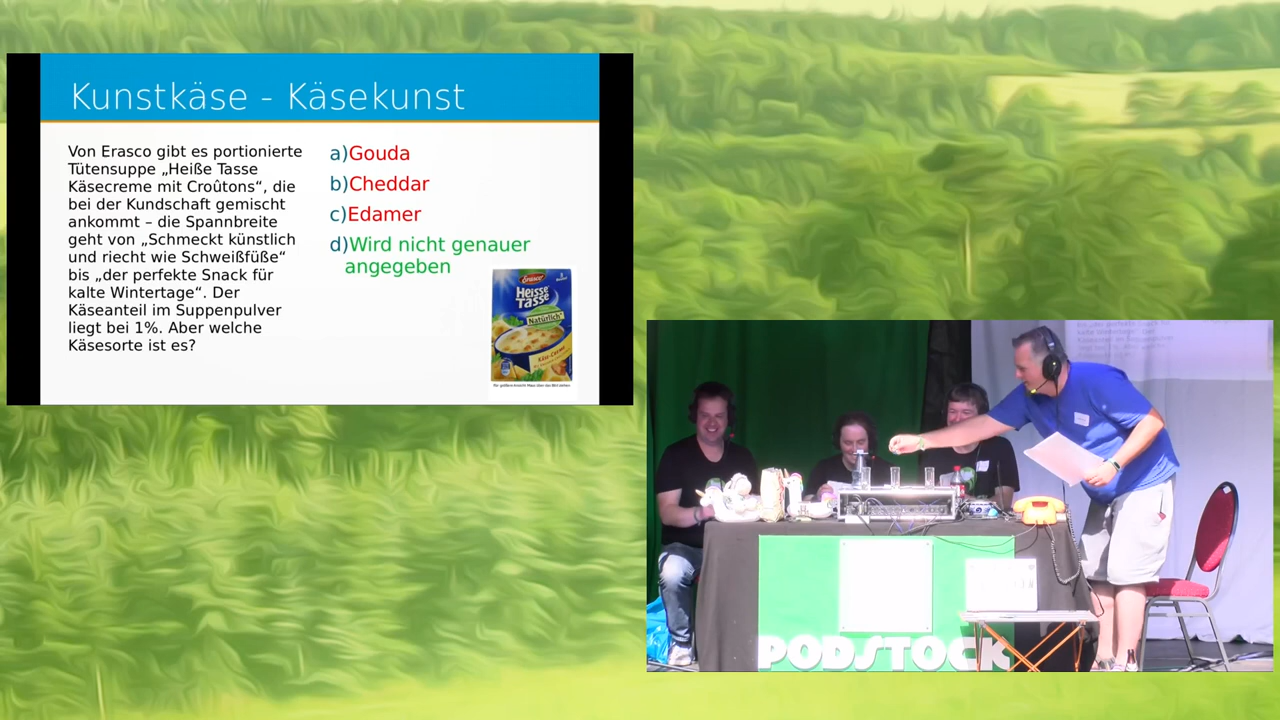 Kunstkäse – Käsekunst
Von Erasco gibt es portionierte
Tütensuppe „Heiße Tasse
Käsecreme mit Croûtons“, die
bei der Kundschaft gemischt
ankommt – die Spannbreite
geht von „Schmeckt künstlich
und riecht wie Schweißfüße“
bis „der perfekte Snack für
kalte Wintertage“. Der
Käseanteil im Suppenpulver
liegt bei 1%. Aber welche
Käsesorte ist es?
a)Gouda
b)Cheddar
c)Edamer
d)Wird nicht genauer
angegeben
Erasco
Heisse
Tasse
Natürlich!
Käse-Creme
PODSTOCK